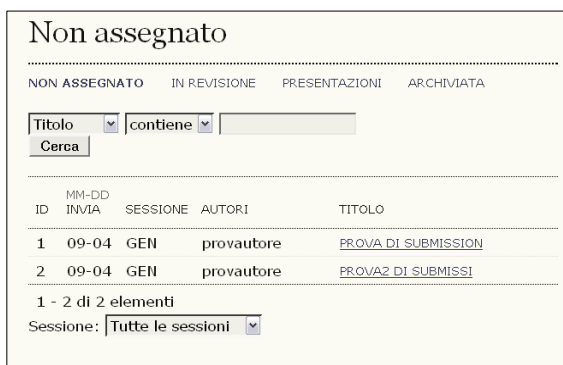 Non assegnato
NON ASSEGNATO IN REVISIONE PRESENTAZIONI ARCHIVIATA
Titolo contiene
Cerca
MM-DD
ID INVIA SESSIONE AUTORI TITOLO
1 09-04 GEN provautore PROVA DI SUBMISSION
2 09-04 GEN provautore PROVA2 DI SUBMISSI
1 - 2 di 2 elementi
Sessione: Tutte le sessioni